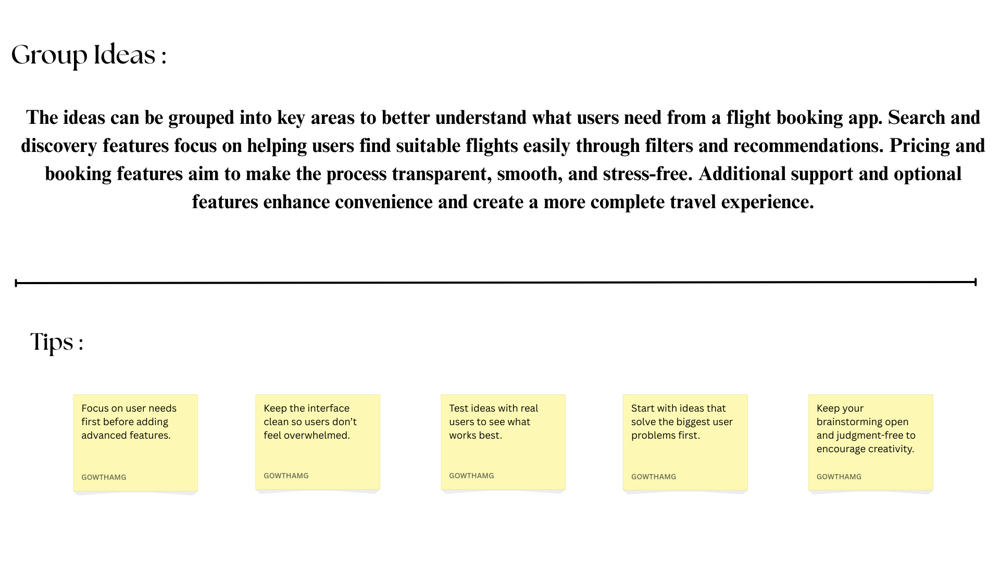 Group Ideas :
The ideas can be grouped into key areas to better understand what users need from a flight booking app. Search and
discovery features focus on helping users find suitable flights easily through filters and recommendations. Pricing and
booking features aim to make the process transparent, smooth, and stress-free. Additional support and optional
features enhance convenience and create a more complete travel experience.
Tips :
Focus on user needs
first before adding
advanced features.
GOWTHAMG
Keep the interface
clean so users don’t
feel overwhelmed.
GOWTHAMG
Test ideas with real
users to see what
works best.
GOWTHAMG
Start with ideas that
solve the biggest user
problems first.
GOWTHAMG
Keep your
brainstorming open
and judgment-free to
encourage creativity.
GOWTHAMG